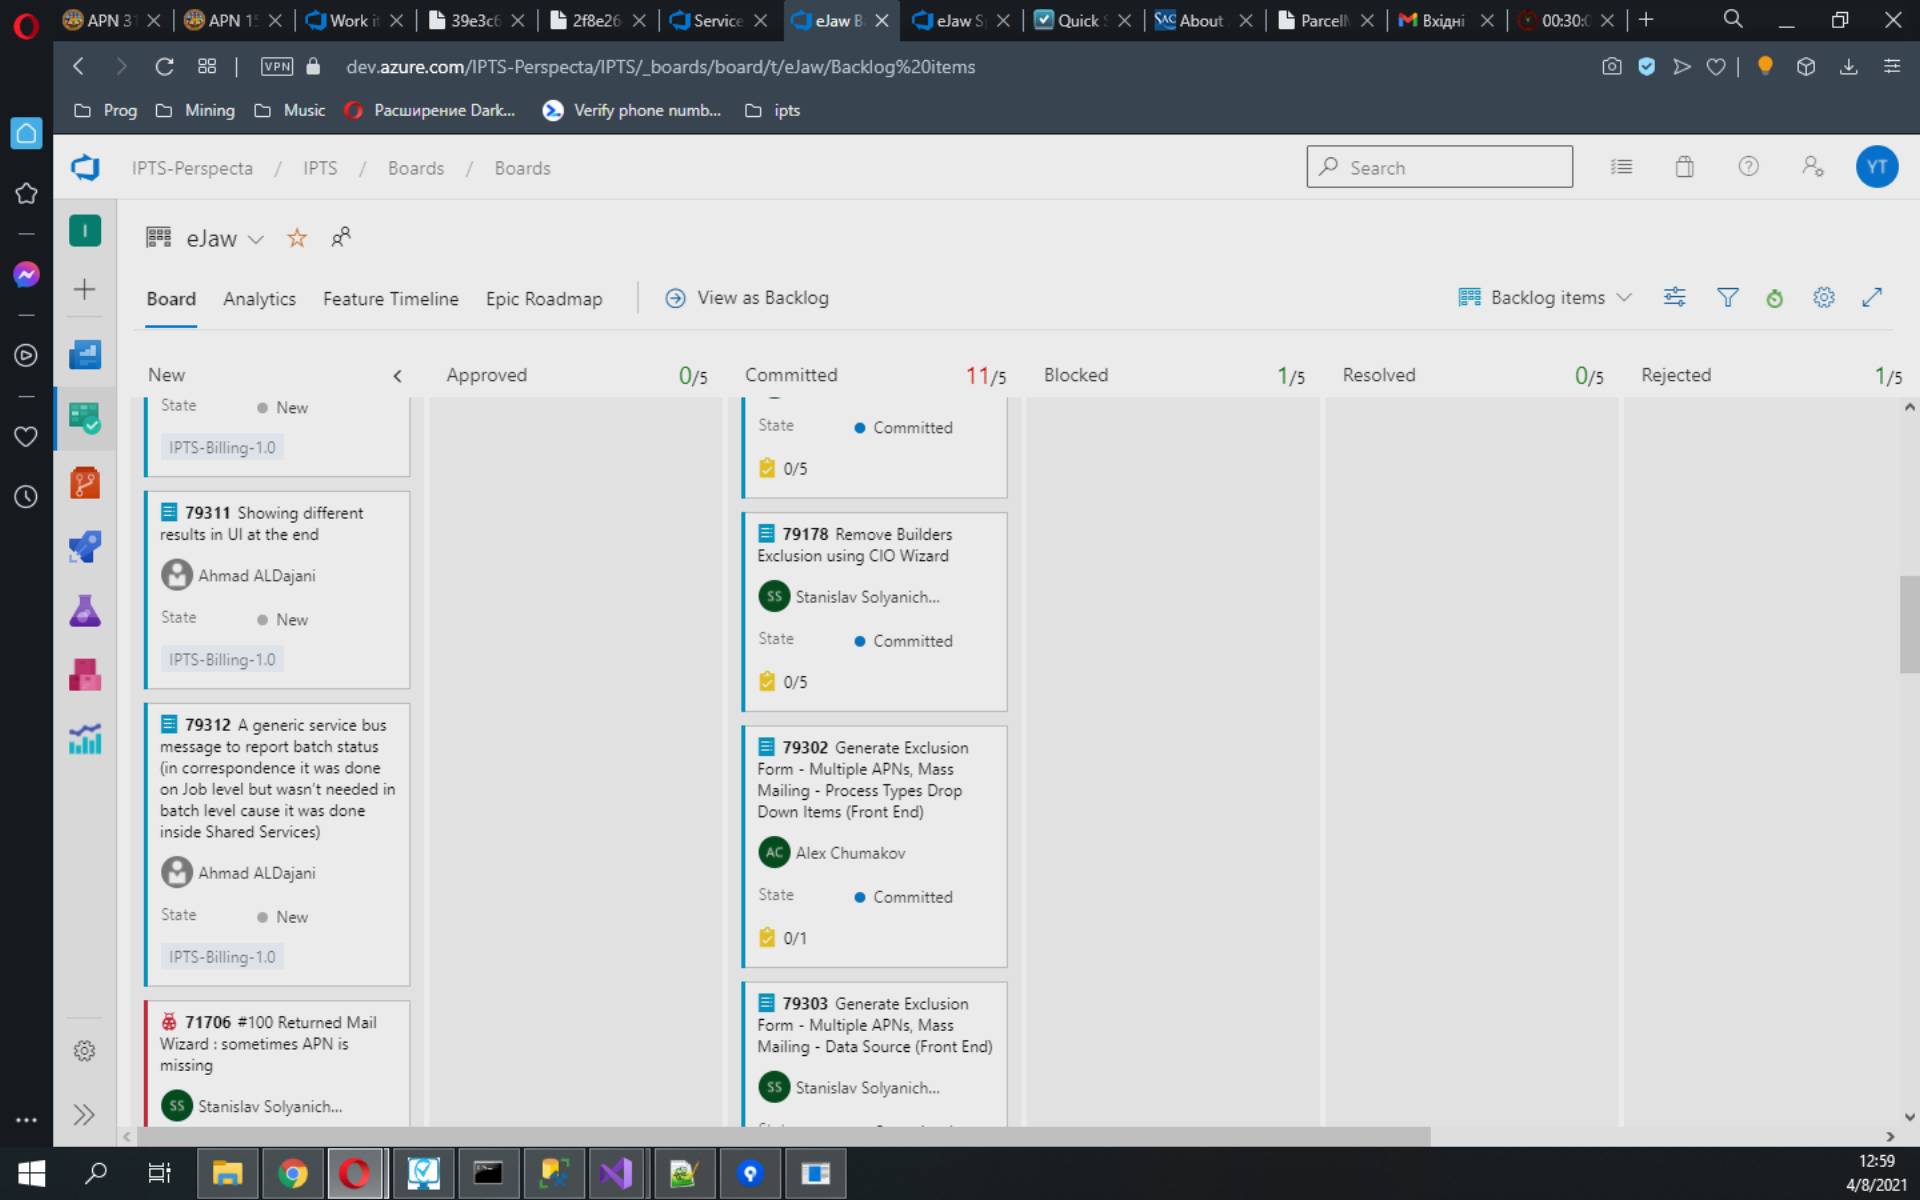 APN 31
APN 15
Work it
39e3c6
2f8e26
Service
eJaw B
eJaw S
Quick S
SAC About
ParcelM
Вхідні
00:30:0
VPN dev.azure.com/IPTS-Perspecta/IPTS/_boards/board/t/eJaw/Backlog%20items
Prog
Mining
Music
Расширение Dark...
Verify phone numb...
ipts
IPTS-Perspecta / IPTS / Boards / Boards
Search
YT
I
eJaw
Board
Analytics
Feature Timeline
Epic Roadmap
View as Backlog
Backlog items
New
Approved 0/5
Committed 11/5
Blocked 1/5
Resolved 0/5
Rejected 1/5
State New
IPTS-Billing-1.0
79311 Showing different
results in UI at the end
Ahmad ALDajani
State New
IPTS-Billing-1.0
79312 A generic service bus
message to report batch status
(in correspondence it was done
on Job level but wasn't needed in
batch level cause it was done
inside Shared Services)
Ahmad ALDajani
State New
IPTS-Billing-1.0
71706 #100 Returned Mail
Wizard : sometimes APN is
missing
SS Stanislav Solyanich...
State Committed
0/5
79178 Remove Builders
Exclusion using CIO Wizard
SS Stanislav Solyanich...
State Committed
0/5
79302 Generate Exclusion
Form - Multiple APNs, Mass
Mailing - Process Types Drop
Down Items (Front End)
AC Alex Chumakov
State Committed
0/1
79303 Generate Exclusion
Form - Multiple APNs, Mass
Mailing - Data Source (Front End)
SS Stanislav Solyanich...
12:59
4/8/2021